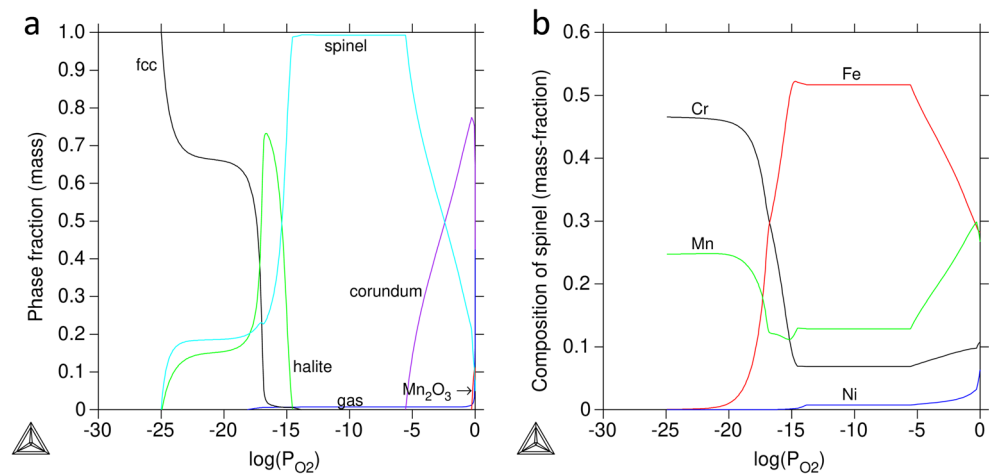 a
1.0
0.9
0.8
0.7
0.6
0.5
0.4
0.3
0.2
0.1
0
Phase fraction (mass)
fcc
spinel
corundum
halite
Mn₂O₃ →
gas
-30 -25 -20 -15 -10 -5 0
log(P_O2)
b
0.6
0.5
0.4
0.3
0.2
0.1
0
Composition of spinel (mass-fraction)
Fe
Cr
Mn
Ni
-30 -25 -20 -15 -10 -5 0
log(P_O2)